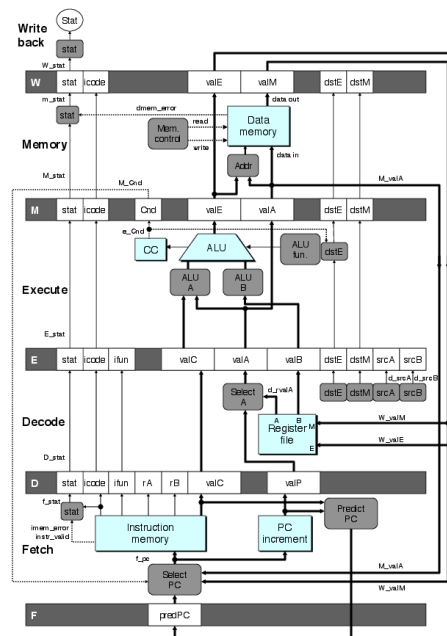 Stat
Write back
stat
W_stat
W stat icode valE valM dstE dstM
m_stat
data out
dmem_error
stat
read
Mem. control
Data memory
write
Memory
data in
Addr
M_stat
M_Cnd
M_valA
M stat icode Cnd valE valA dstE dstM
e_Cnd
CC
ALU
ALU fun.
dstE
ALU A
ALU B
Execute
E_stat
E stat icode ifun valC valA valB dstE dstM srcA srcB
d_srcA
d_srcB
Select A
d_rvalA
dstE dstM srcA srcB
A B
Register file
M
W_valM
Decode
E
W_valE
D_stat
D stat icode ifun rA rB valC valP
f_stat
Predict PC
stat
imem_error
instr_valid
Instruction memory
PC increment
Fetch
f_pc
Select PC
M_valA
W_valM
F predPC